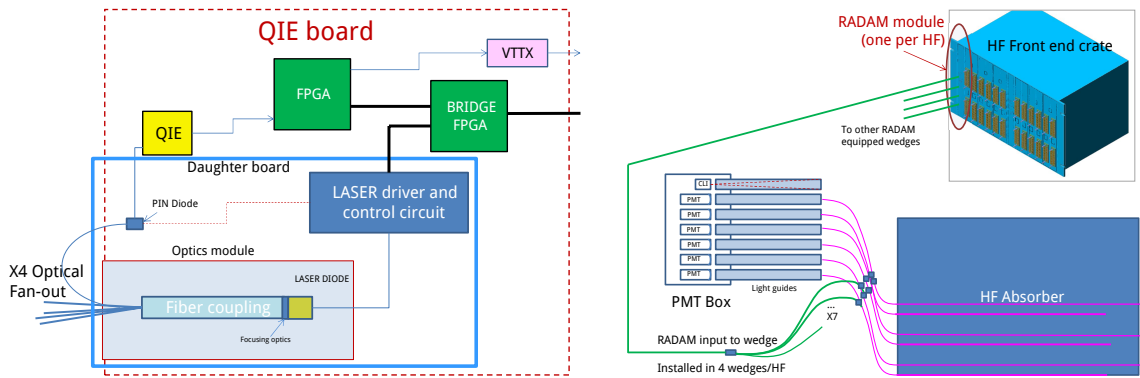 QIE board
VTTX
FPGA
BRIDGE
FPGA
QIE
Daughter board
LASER driver and
control circuit
PIN Diode
Optics module
X4 Optical
Fan-out
LASER DIODE
Fiber coupling
Focusing optics
RADAM module
(one per HF)
HF Front end crate
To other RADAM
equipped wedges
CLI
PMT
PMT
PMT
PMT
PMT
PMT
Light guides
PMT Box
HF Absorber
...
X7
RADAM input to wedge
Installed in 4 wedges/HF